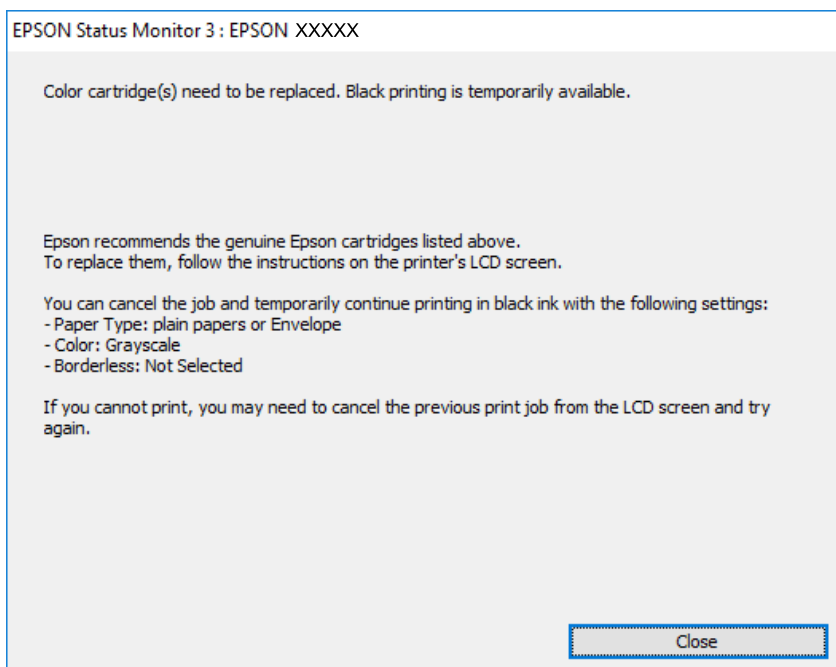 EPSON Status Monitor 3 : EPSON XXXXX
Color cartridge(s) need to be replaced. Black printing is temporarily available.
Epson recommends the genuine Epson cartridges listed above.
To replace them, follow the instructions on the printer's LCD screen.
You can cancel the job and temporarily continue printing in black ink with the following settings:
- Paper Type: plain papers or Envelope
- Color: Grayscale
- Borderless: Not Selected
If you cannot print, you may need to cancel the previous print job from the LCD screen and try
again.
Close